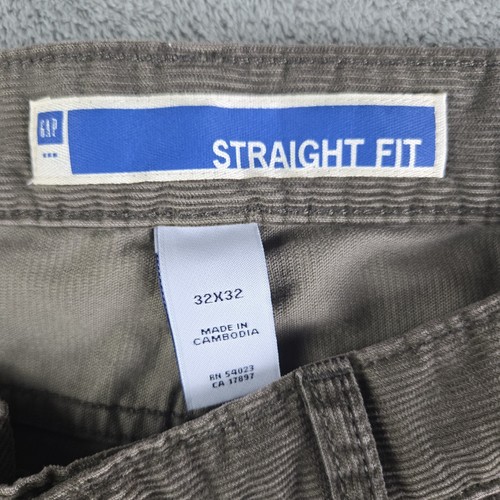 GAP
STRAIGHT FIT
32X32
MADE IN
CAMBODIA
RN 54023
CA 17897